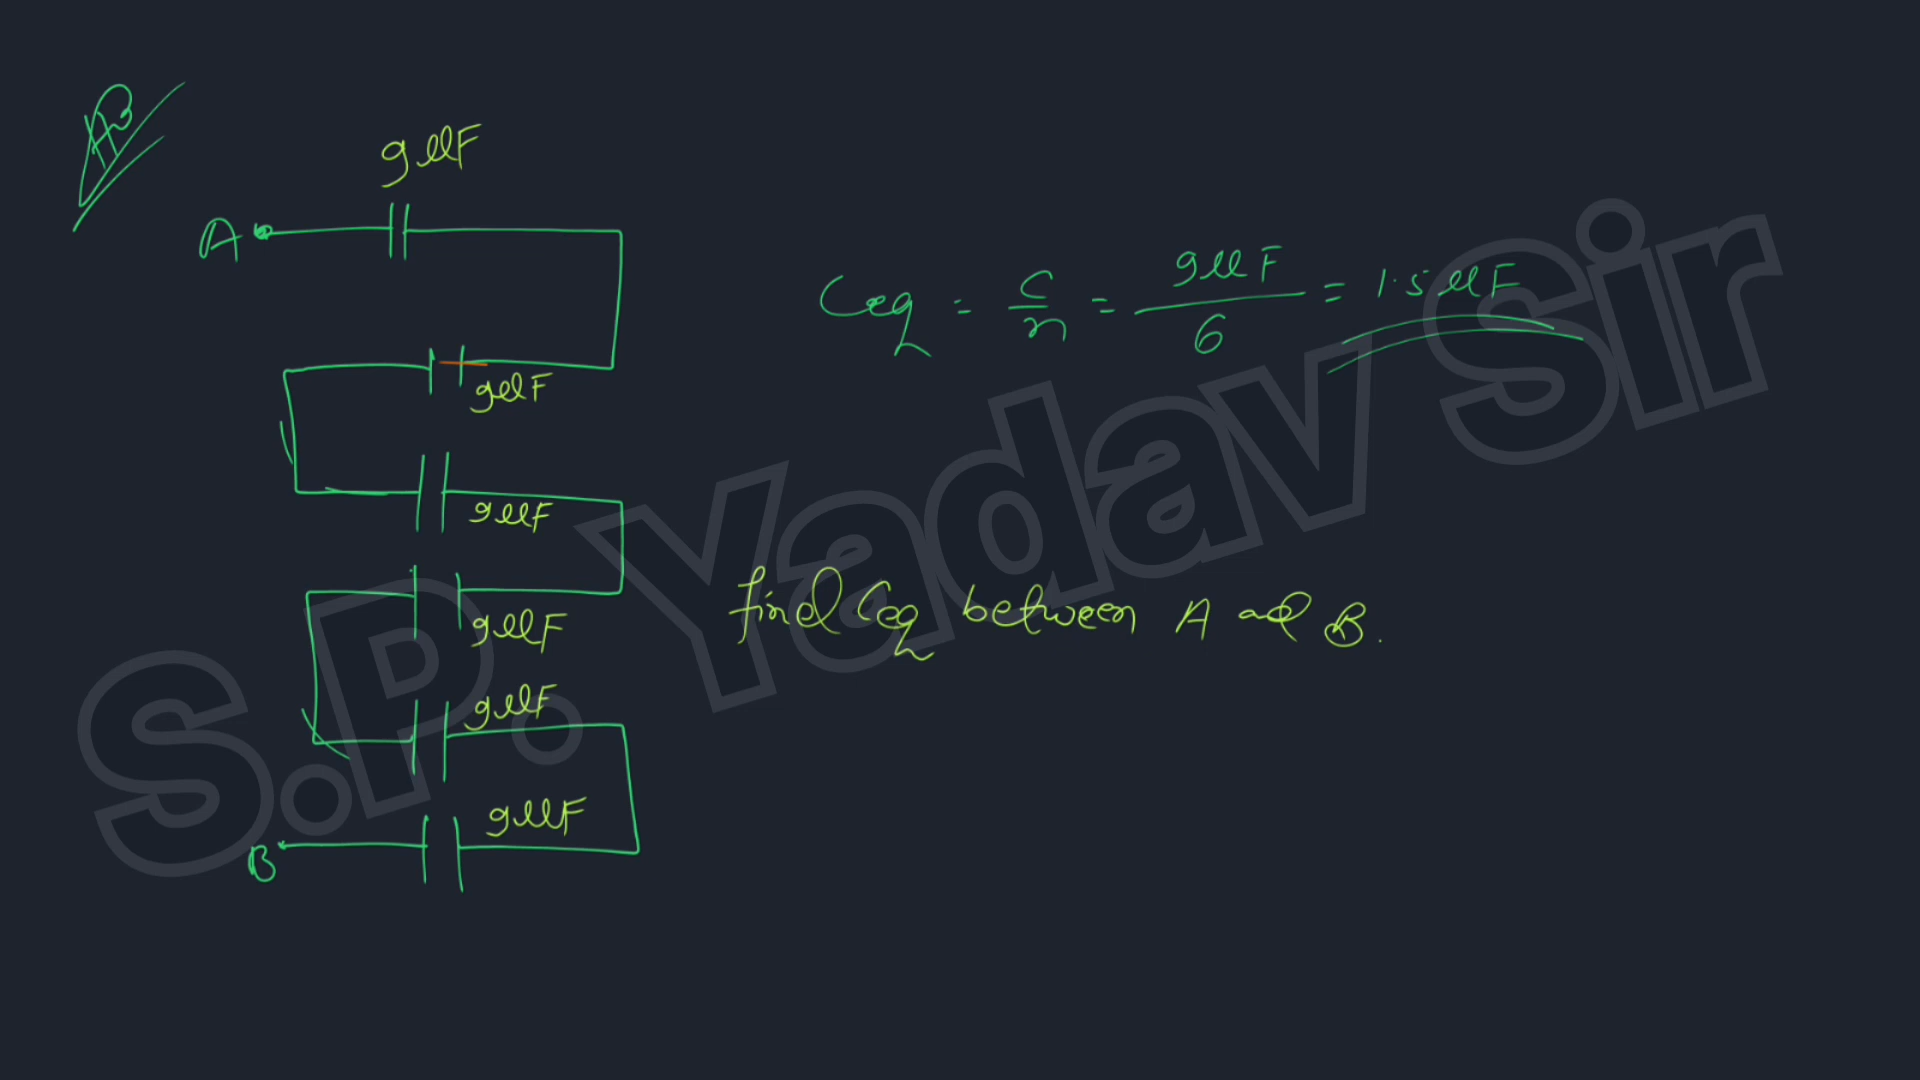 9μF
A
Ceq = C/n = 9μF/6 = 1.5μF
9μF
9μF
find Ceq between A and B.
9μF
9μF
9μF
B
S.P. Yadav Sir